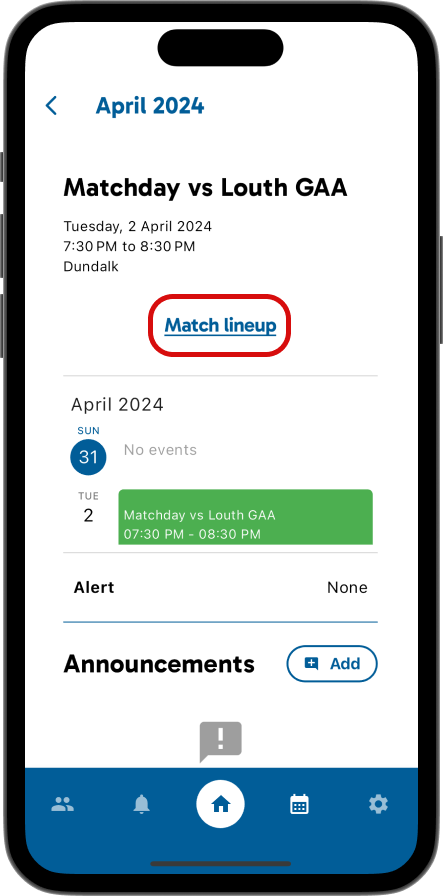 April 2024
Matchday vs Louth GAA
Tuesday, 2 April 2024
7:30 PM to 8:30 PM
Dundalk
Match lineup
April 2024
SUN
31
No events
TUE
2
Matchday vs Louth GAA
07:30 PM - 08:30 PM
Alert None
Announcements Add